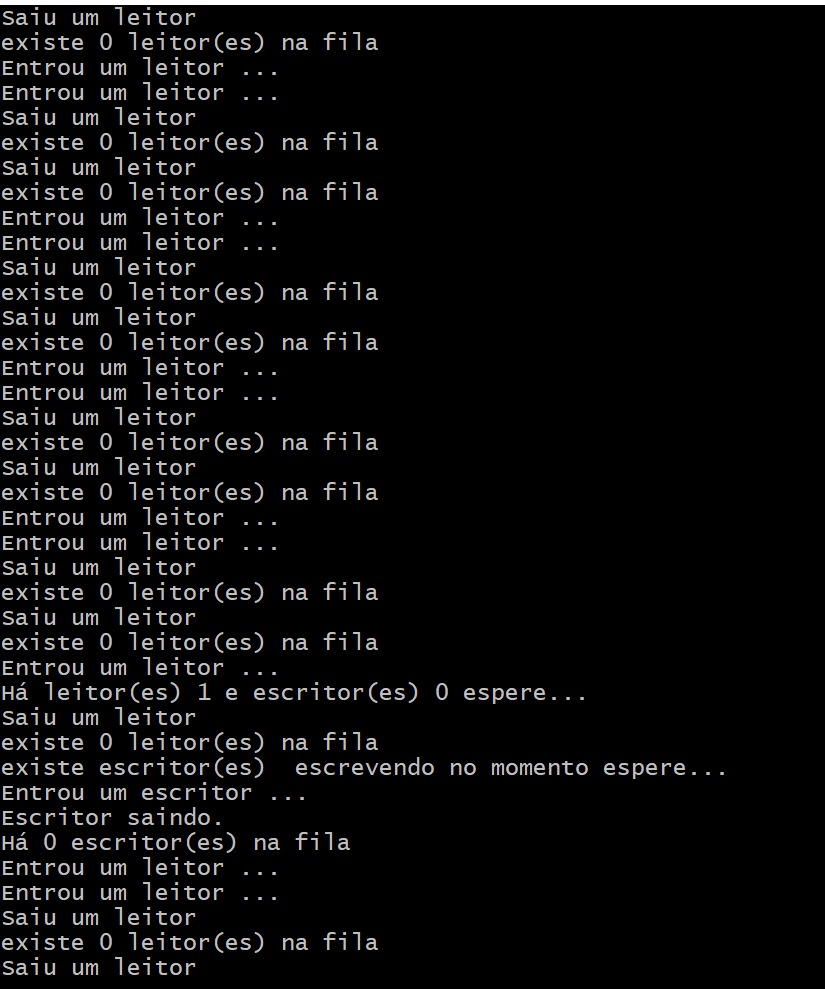 Saiu um leitor
existe 0 leitor(es) na fila
Entrou um leitor ...
Entrou um leitor ...
Saiu um leitor
existe 0 leitor(es) na fila
Saiu um leitor
existe 0 leitor(es) na fila
Entrou um leitor ...
Entrou um leitor ...
Saiu um leitor
existe 0 leitor(es) na fila
Saiu um leitor
existe 0 leitor(es) na fila
Entrou um leitor ...
Entrou um leitor ...
Saiu um leitor
existe 0 leitor(es) na fila
Saiu um leitor
existe 0 leitor(es) na fila
Entrou um leitor ...
Entrou um leitor ...
Saiu um leitor
existe 0 leitor(es) na fila
Saiu um leitor
existe 0 leitor(es) na fila
Entrou um leitor ...
Há leitor(es) 1 e escritor(es) 0 espere...
Saiu um leitor
existe 0 leitor(es) na fila
existe escritor(es)  escrevendo no momento espere...
Entrou um escritor ...
Escritor saindo.
Há 0 escritor(es) na fila
Entrou um leitor ...
Entrou um leitor ...
Saiu um leitor
existe 0 leitor(es) na fila
Saiu um leitor